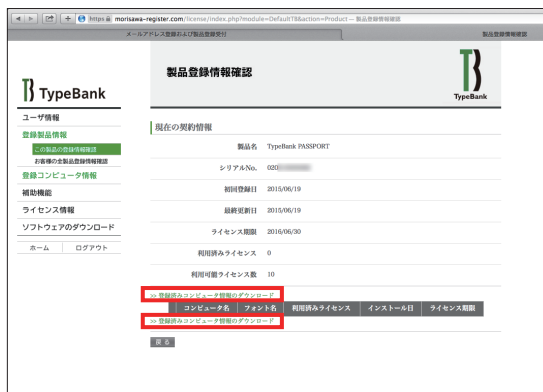 https morisawa-register.com/license/index.php?module=DefaultTB&action=Product — 製品登録情報確認
メールアドレス登録および製品登録受付
製品登録情報確認
TypeBank
製品登録情報確認
TypeBank
ユーザ情報
登録製品情報
この製品の登録情報確認
お客様の全製品登録情報確認
登録コンピュータ情報
補助機能
ライセンス情報
ソフトウェアのダウンロード
ホーム ログアウト
現在の契約情報
製品名 TypeBank PASSPORT
シリアルNo. 020
初回登録日 2015/06/19
最終更新日 2015/06/19
ライセンス期限 2016/06/30
利用済みライセンス 0
利用可能ライセンス数 10
>> 登録済みコンピュータ情報のダウンロード
コンピュータ名 フォント名 利用済みライセンス インストール日 ライセンス期限
>> 登録済みコンピュータ情報のダウンロード
戻る